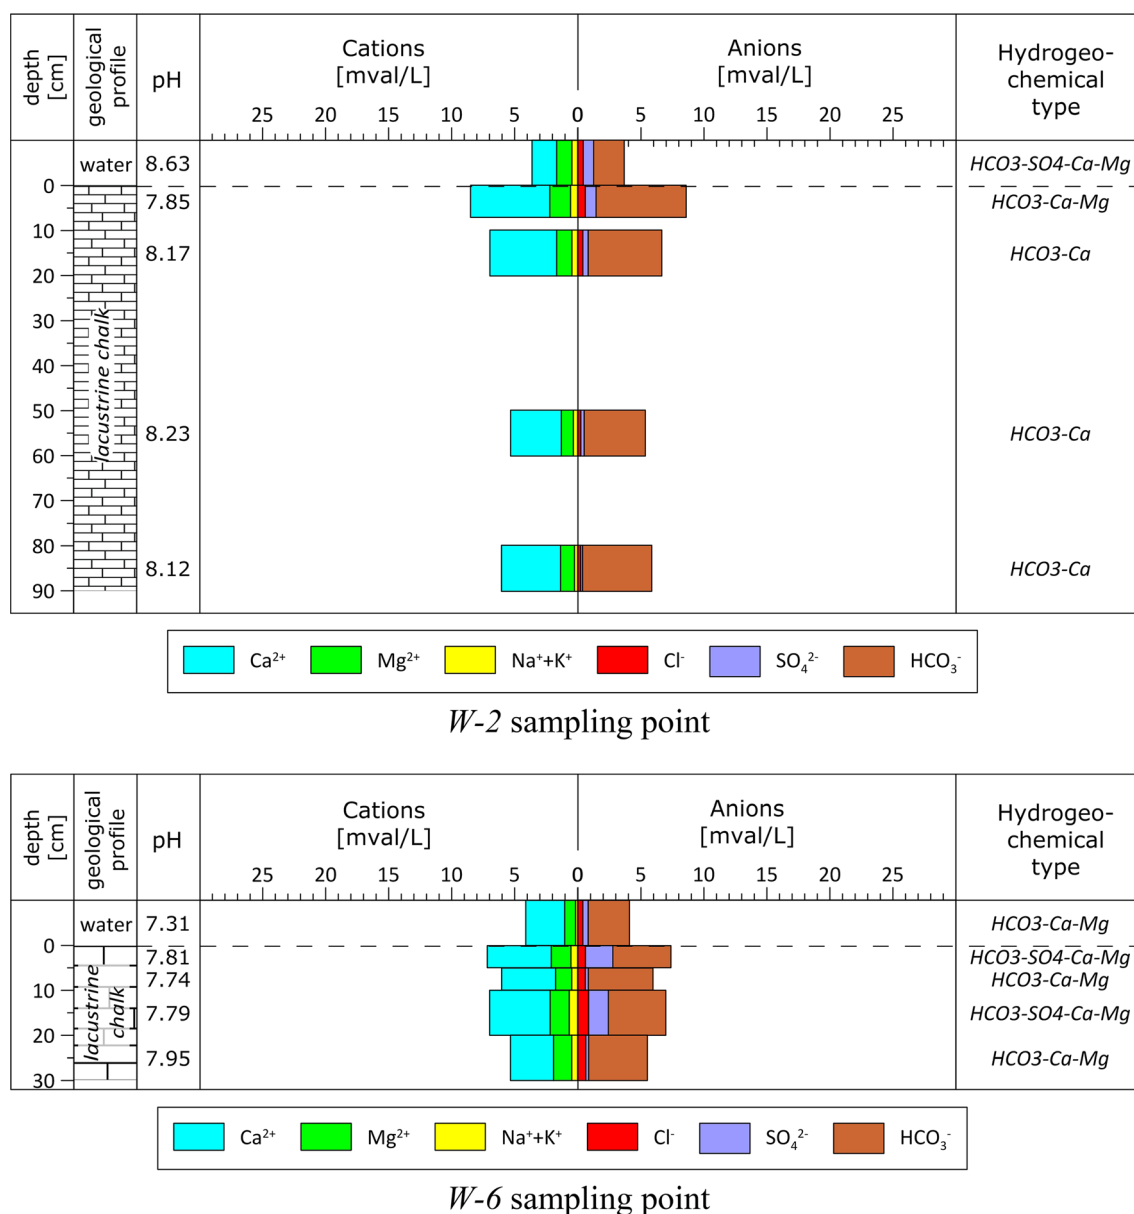 depth [cm]
geological profile
pH
Cations
[mval/L]
Anions
[mval/L]
Hydrogeo-
chemical
type
25 20 15 10 5 0 5 10 15 20 25
water 8.63 HCO3-SO4-Ca-Mg
0
7.85 HCO3-Ca-Mg
10
8.17 HCO3-Ca
20
30
lacustrine chalk
40
50
8.23 HCO3-Ca
60
70
80
8.12 HCO3-Ca
90
Ca²⁺ Mg²⁺ Na⁺+K⁺ Cl⁻ SO₄²⁻ HCO₃⁻
W-2 sampling point
depth [cm]
geological profile
pH
Cations
[mval/L]
Anions
[mval/L]
Hydrogeo-
chemical
type
25 20 15 10 5 0 5 10 15 20 25
water 7.31 HCO3-Ca-Mg
0
7.81 HCO3-SO4-Ca-Mg
7.74 HCO3-Ca-Mg
10
lacustrine chalk
7.79 HCO3-SO4-Ca-Mg
20
7.95 HCO3-Ca-Mg
30
Ca²⁺ Mg²⁺ Na⁺+K⁺ Cl⁻ SO₄²⁻ HCO₃⁻
W-6 sampling point